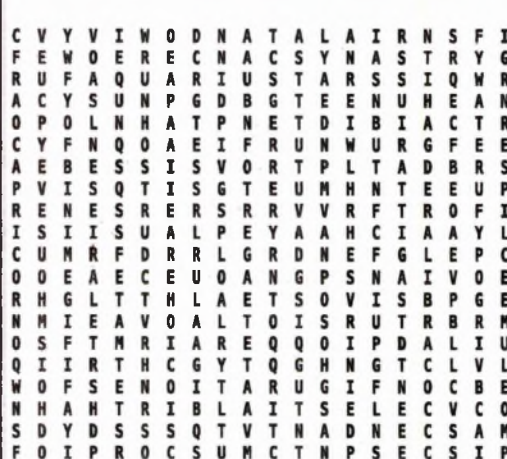 C V Y V I W O D N A T A L A I R N S F I
F E W O E R E C N A C S Y N A S T R Y G
R U F A Q U A R I U S T A R S S I Q W R
A C Y S U N P G D B G T E E N U H E A N
O P O L N H A T P N E T D I B I A C T R
C Y F N Q O A E I F R U N W U R G F E E
A E B E S S I S V O R T P L T A D B R S
P V I S Q T I S G T E U M H N T E E U P
R E N E S R E R S R R V V R F T R O F I
I S I I S U A L P E Y A A H C I A A Y L
C U M R F D R R L G R D N E F G L E P C
O O E A E C E U O A N G P S N A I V O E
R H G L T T H L A E T S O V I S B P G E
N M I E A V O A L T O I S R U T R B R M
O S F T M R I A R E Q Q O I P D A L I U
Q I I R T H C G Y T Q G H N G T C L V L
W O F S E N O I T A R U G I F N O C B E
N H A H T R I B L A I T S E L E C V C O
S D Y D S S S Q T V T N A D N E C S A M
F O I P R O C S U M C T N P S E C S I P